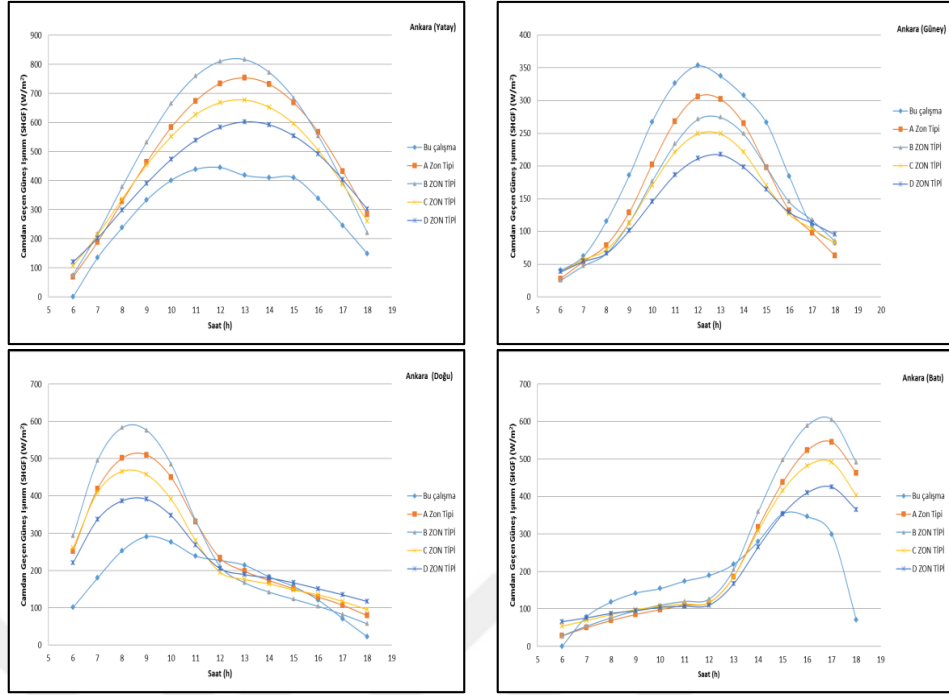 Ankara (Yatay)
Camdan Geçen Güneş Işınım (SHGF) (W/m²)
900
800
700
600
500
400
300
200
100
0
5 6 7 8 9 10 11 12 13 14 15 16 17 18 19
Saat (h)
Bu çalışma
A Zon Tipi
B ZON TİPİ
C ZON TİPİ
D ZON TİPİ
Ankara (Güney)
Camdan Geçen Güneş Işınım (SHGF) (W/m²)
400
350
300
250
200
150
100
50
0
5 6 7 8 9 10 11 12 13 14 15 16 17 18 19 20
Saat (h)
Bu çalışma
A Zon Tipi
B ZON TİPİ
C ZON TİPİ
D ZON TİPİ
Ankara (Doğu)
Camdan Geçen Güneş Işınım (SHGF) (W/m²)
700
600
500
400
300
200
100
0
5 6 7 8 9 10 11 12 13 14 15 16 17 18 19
Saat (h)
Bu çalışma
A Zon Tipi
B ZON TİPİ
C ZON TİPİ
D ZON TİPİ
Ankara (Batı)
Camdan Geçen Güneş Işınım (SHGF) (W/m²)
700
600
500
400
300
200
100
0
5 6 7 8 9 10 11 12 13 14 15 16 17 18 19
Saat (h)
Bu çalışma
A Zon Tipi
B ZON TİPİ
C ZON TİPİ
D ZON TİPİ